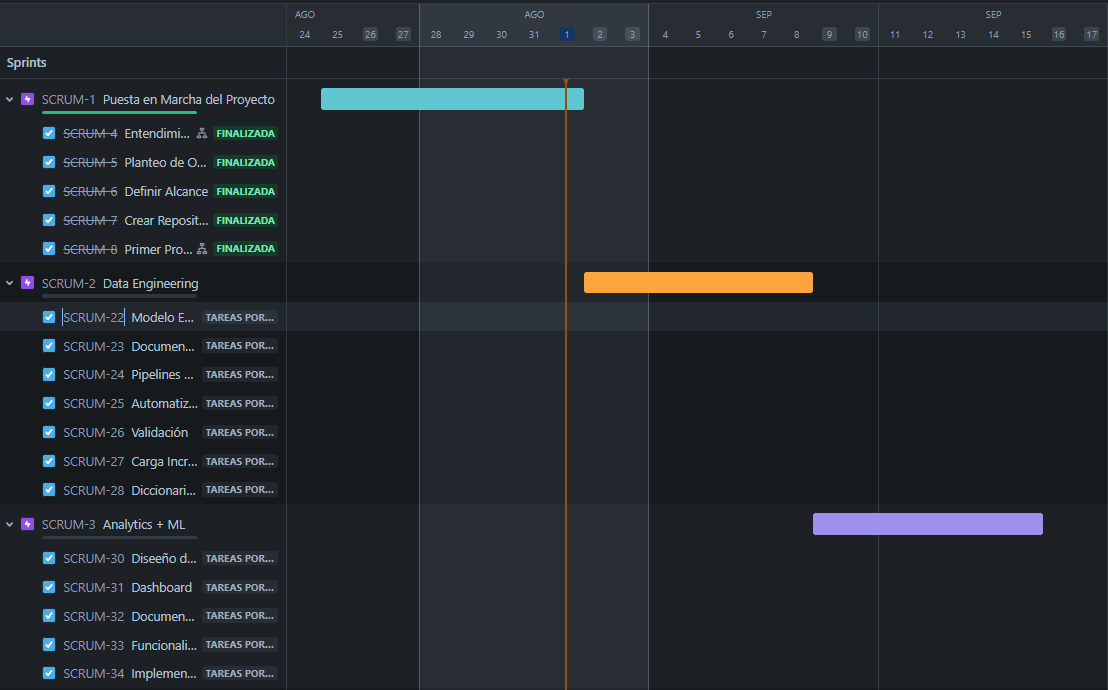 AGO AGO SEP SEP
24 25 26 27 28 29 30 31 1 2 3 4 5 6 7 8 9 10 11 12 13 14 15 16 17
Sprints
SCRUM-1 Puesta en Marcha del Proyecto
SCRUM-4 Entendimi... FINALIZADA
SCRUM-5 Planteo de O... FINALIZADA
SCRUM-6 Definir Alcance FINALIZADA
SCRUM-7 Crear Reposit... FINALIZADA
SCRUM-8 Primer Pro... FINALIZADA
SCRUM-2 Data Engineering
SCRUM-22 Modelo E... TAREAS POR...
SCRUM-23 Documen... TAREAS POR...
SCRUM-24 Pipelines ... TAREAS POR...
SCRUM-25 Automatiz... TAREAS POR...
SCRUM-26 Validación TAREAS POR...
SCRUM-27 Carga Incr... TAREAS POR...
SCRUM-28 Diccionari... TAREAS POR...
SCRUM-3 Analytics + ML
SCRUM-30 Diseeño d... TAREAS POR...
SCRUM-31 Dashboard TAREAS POR...
SCRUM-32 Documen... TAREAS POR...
SCRUM-33 Funcionali... TAREAS POR...
SCRUM-34 Implemen... TAREAS POR...